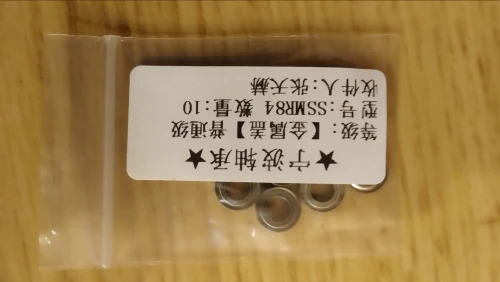 ★宁波轴承★
等级:【金属盖】普通级
型号:SSMR84 数量:10
收件人:张天赫